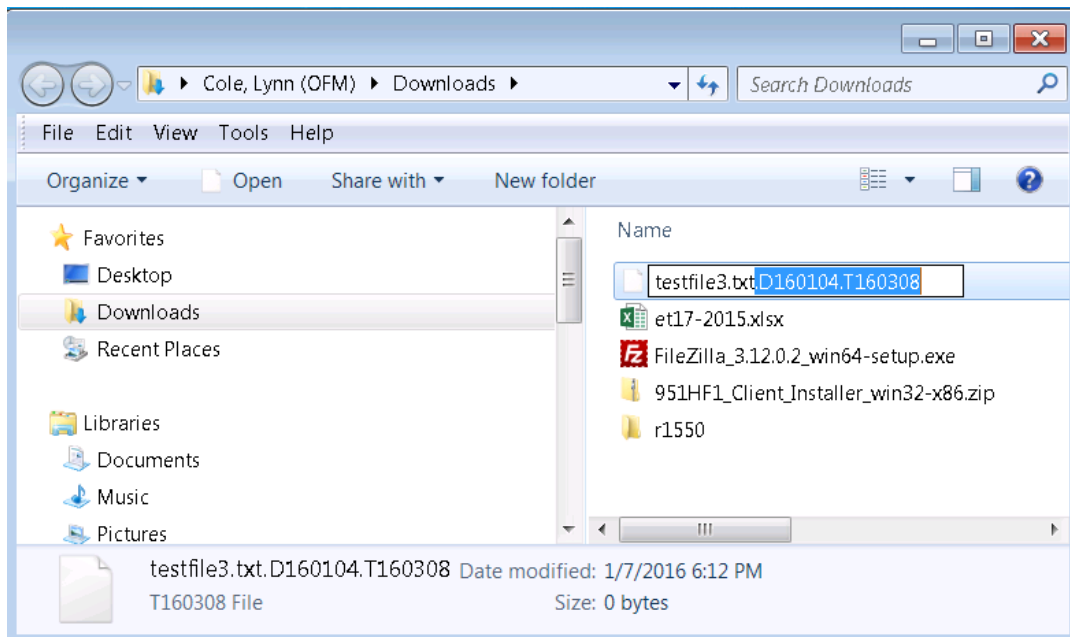 Cole, Lynn (OFM) Downloads Search Downloads
File Edit View Tools Help
Organize Open Share with New folder
Favorites
Desktop
Downloads
Recent Places
Libraries
Documents
Music
Pictures
Name
testfile3.txt.D160104.T160308
et17-2015.xlsx
FileZilla_3.12.0.2_win64-setup.exe
951HF1_Client_Installer_win32-x86.zip
r1550
testfile3.txt.D160104.T160308 Date modified: 1/7/2016 6:12 PM
T160308 File Size: 0 bytes